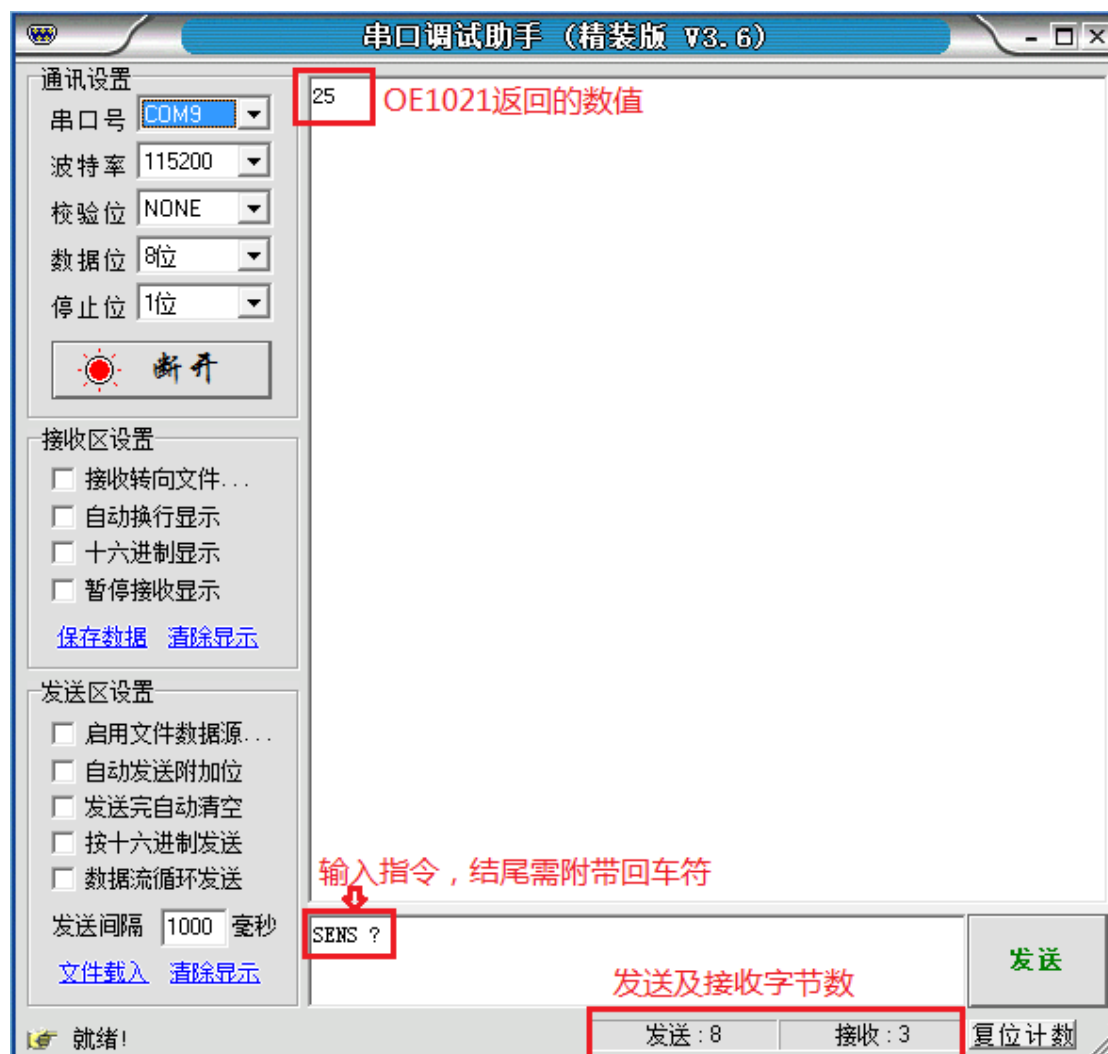 串口调试助手（精装版 V3.6）
通讯设置
串口号 COM9
波特率 115200
校验位 NONE
数据位 8位
停止位 1位
断开
接收区设置
接收转向文件...
自动换行显示
十六进制显示
暂停接收显示
保存数据 清除显示
发送区设置
启用文件数据源...
自动发送附加位
发送完自动清空
按十六进制发送
数据流循环发送
发送间隔 1000 毫秒
文件载入 清除显示
25 OE1021返回的数值
输入指令，结尾需附带回车符
SENS ?
发送
发送及接收字节数
就绪! 发送:8 接收:3 复位计数